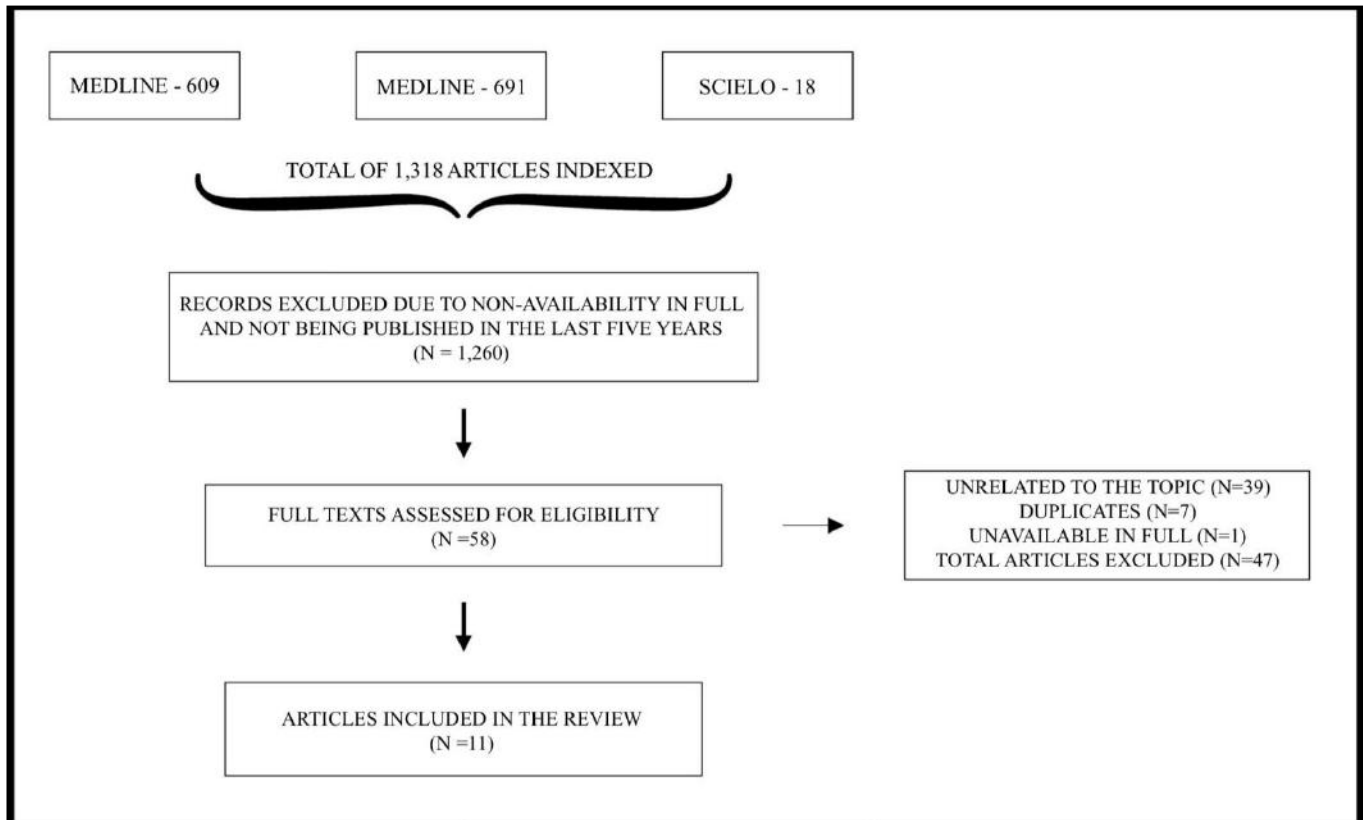 MEDLINE - 609
MEDLINE - 691
SCIELO - 18
TOTAL OF 1,318 ARTICLES INDEXED
RECORDS EXCLUDED DUE TO NON-AVAILABILITY IN FULL
AND NOT BEING PUBLISHED IN THE LAST FIVE YEARS
(N = 1,260)
FULL TEXTS ASSESSED FOR ELIGIBILITY
(N =58)
UNRELATED TO THE TOPIC (N=39)
DUPLICATES (N=7)
UNAVAILABLE IN FULL (N=1)
TOTAL ARTICLES EXCLUDED (N=47)
ARTICLES INCLUDED IN THE REVIEW
(N =11)